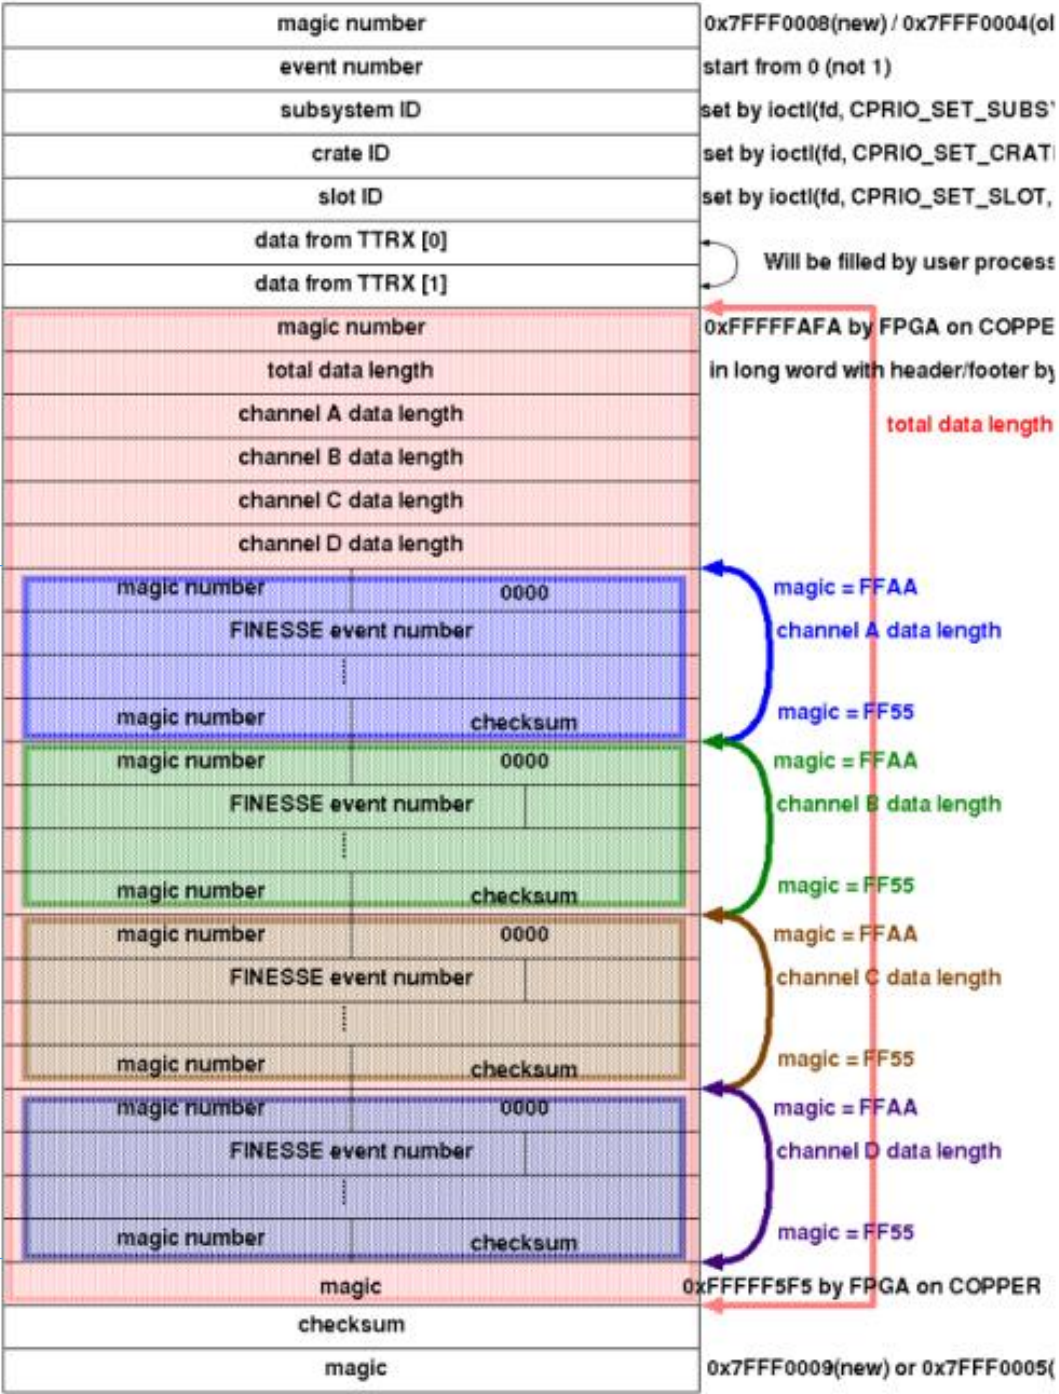 magic number 0x7FFF0008(new) / 0x7FFF0004(ol
event number start from 0 (not 1)
subsystem ID set by ioctl(fd, CPRIO_SET_SUBS
crate ID set by ioctl(fd, CPRIO_SET_CRAT
slot ID set by ioctl(fd, CPRIO_SET_SLOT,
data from TTRX [0]
Will be filled by user process
data from TTRX [1]
magic number 0xFFFFFAFA by FPGA on COPPE
total data length in long word with header/footer by
channel A data length
total data length
channel B data length
channel C data length
channel D data length
magic number 0000 magic = FFAA
FINESSE event number channel A data length
magic number checksum magic = FF55
magic number 0000 magic = FFAA
FINESSE event number channel B data length
magic number checksum magic = FF55
magic number 0000 magic = FFAA
FINESSE event number channel C data length
magic number checksum magic = FF55
magic number 0000 magic = FFAA
FINESSE event number channel D data length
magic number checksum magic = FF55
magic 0xFFFFF5F5 by FPGA on COPPER
checksum
magic 0x7FFF0009(new) or 0x7FFF0005(